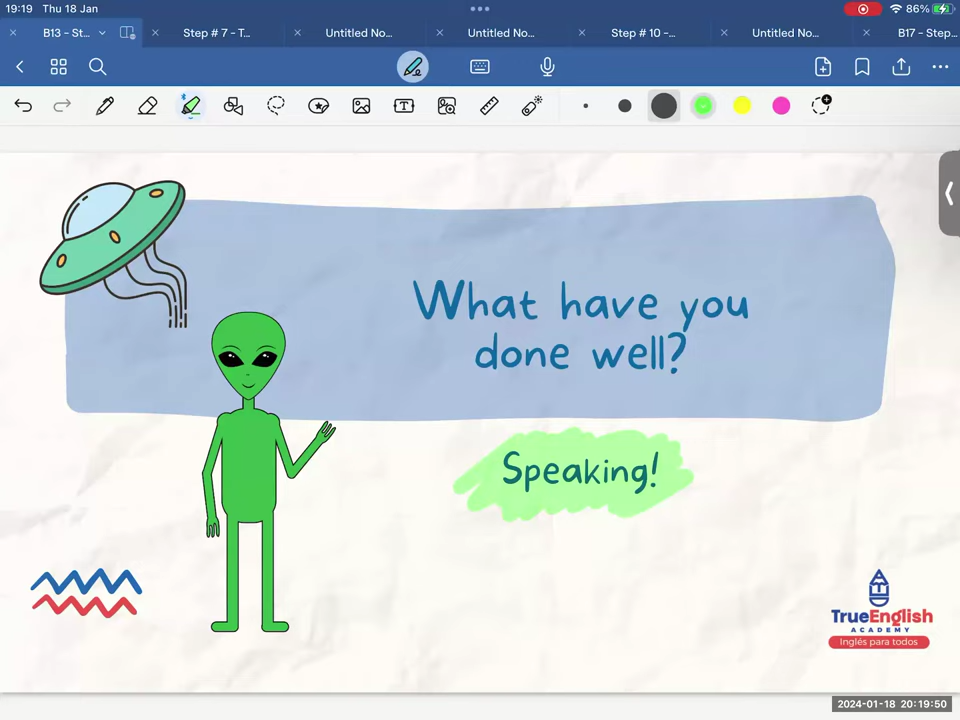 19:19 Thu 18 Jan
86%
B13 - St...
Step # 7 - T...
Untitled No...
Untitled No...
Step # 10 -...
Untitled No...
B17 - Step...
What have you
done well?
Speaking!
TrueEnglish
ACADEMY
Inglés para todos
2024-01-18 20:19:50